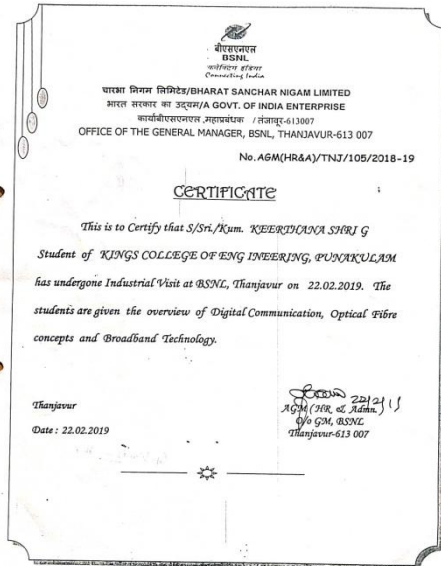 बीएसएनएल
BSNL
कनेक्टिंग इंडिया
Connecting India
चारभा निगम लिमिटेड/BHARAT SANCHAR NIGAM LIMITED
भारत सरकार का उद्यम/A GOVT. OF INDIA ENTERPRISE
कार्याबीएसएनएल ,महाप्रबंधक / तंजावूर-613007
OFFICE OF THE GENERAL MANAGER, BSNL, THANJAVUR-613 007
No.AGM(HR&A)/TNJ/105/2018-19
CERTIFICATE
This is to Certify that S/Sri./Kum. KEERTHANA SHRI G
Student of KINGS COLLEGE OF ENG INEERING, PUNAKULAM
has undergone Industrial Visit at BSNL, Thanjavur on 22.02.2019. The
students are given the overview of Digital Communication, Optical Fibre
concepts and Broadband Technology.
22/2/19
Thanjavur
AGM (HR & Admn.)
Date : 22.02.2019
O/o GM, BSNL
Thanjavur-613 007